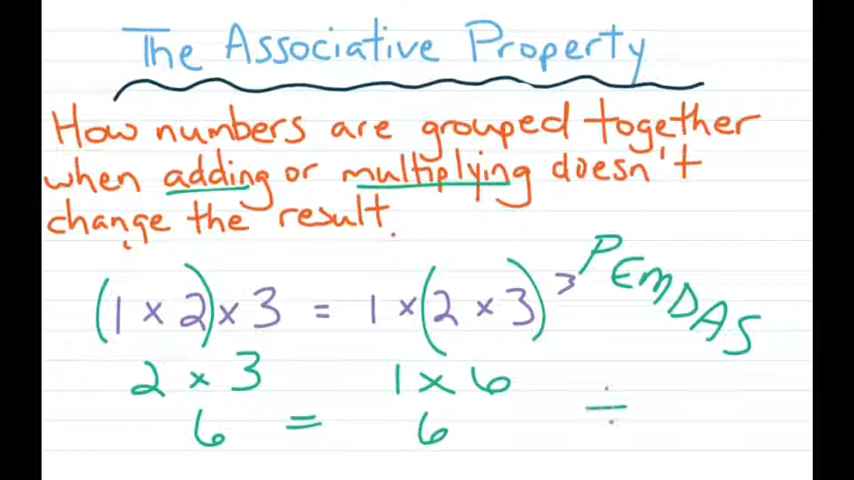 The Associative Property
How numbers are grouped together
when adding or multiplying doesn't
change the result.
(1 × 2) × 3 = 1 × (2 × 3) 3
PEMDAS
2 × 3 1 × 6
6 = 6 ÷